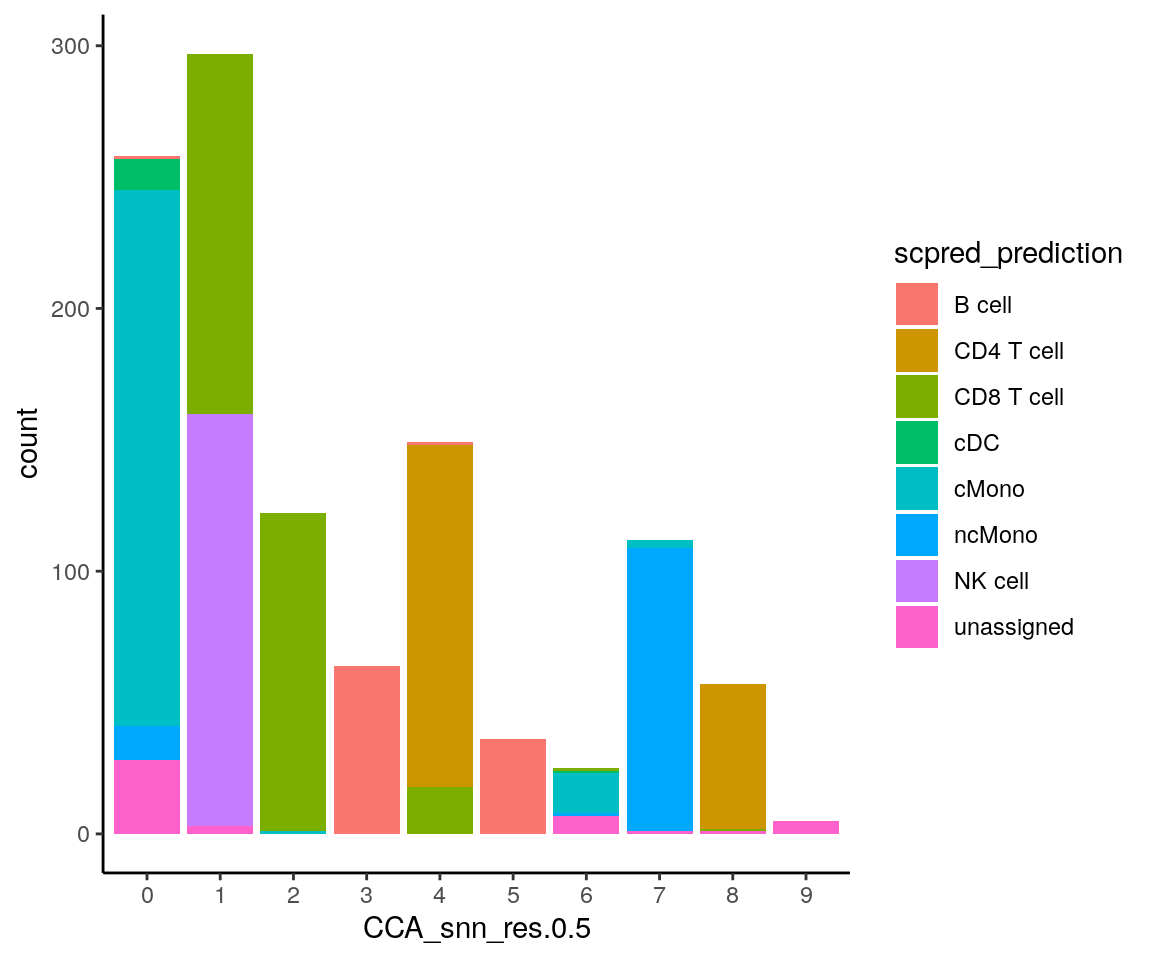 300
200
100
0
count
0 1 2 3 4 5 6 7 8 9
CCA_snn_res.0.5
scpred_prediction
B cell
CD4 T cell
CD8 T cell
cDC
cMono
ncMono
NK cell
unassigned